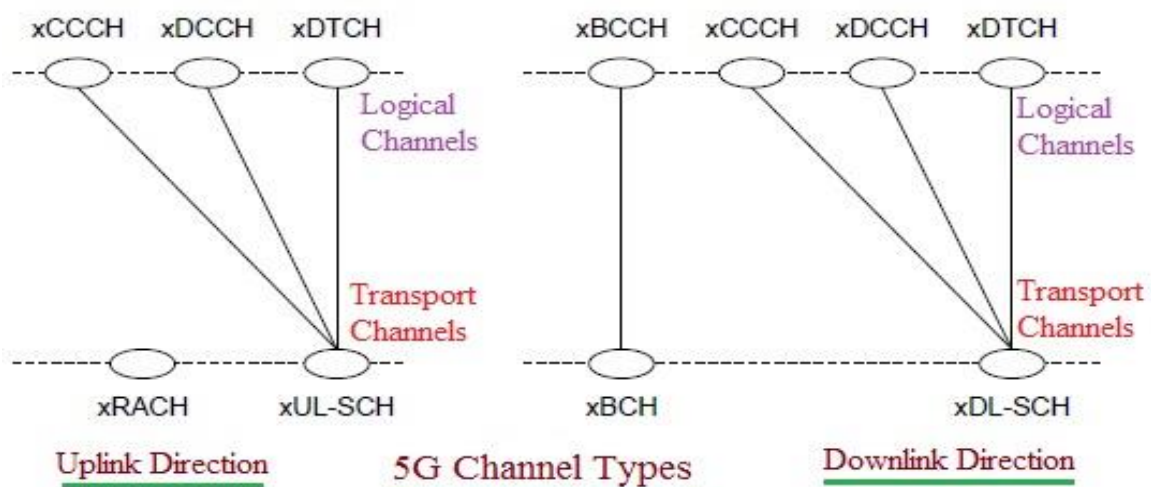 xCCCH xDCCH xDTCH
xBCCH xCCCH xDCCH xDTCH
Logical
Channels
Logical
Channels
Transport
Channels
Transport
Channels
xRACH xUL-SCH
xBCH xDL-SCH
Uplink Direction
5G Channel Types
Downlink Direction